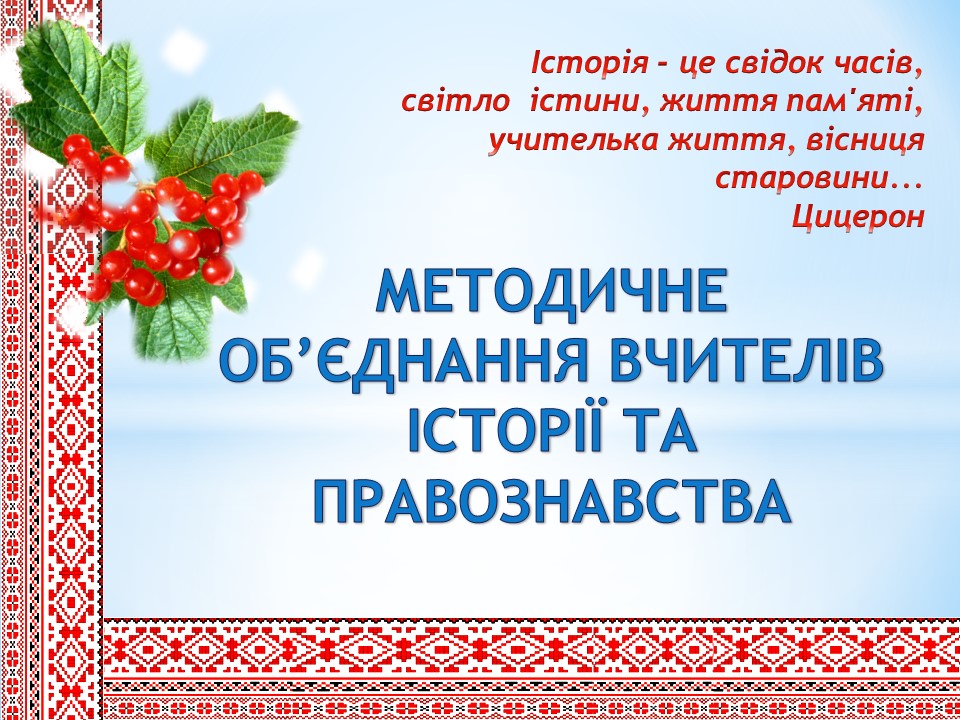 Історія - це свідок часів,
світло істини, життя пам'яті,
учителька життя, вісниця
старовини...
Цицерон
МЕТОДИЧНЕ
ОБ’ЄДНАННЯ ВЧИТЕЛІВ
ІСТОРІЇ ТА
ПРАВОЗНАВСТВА